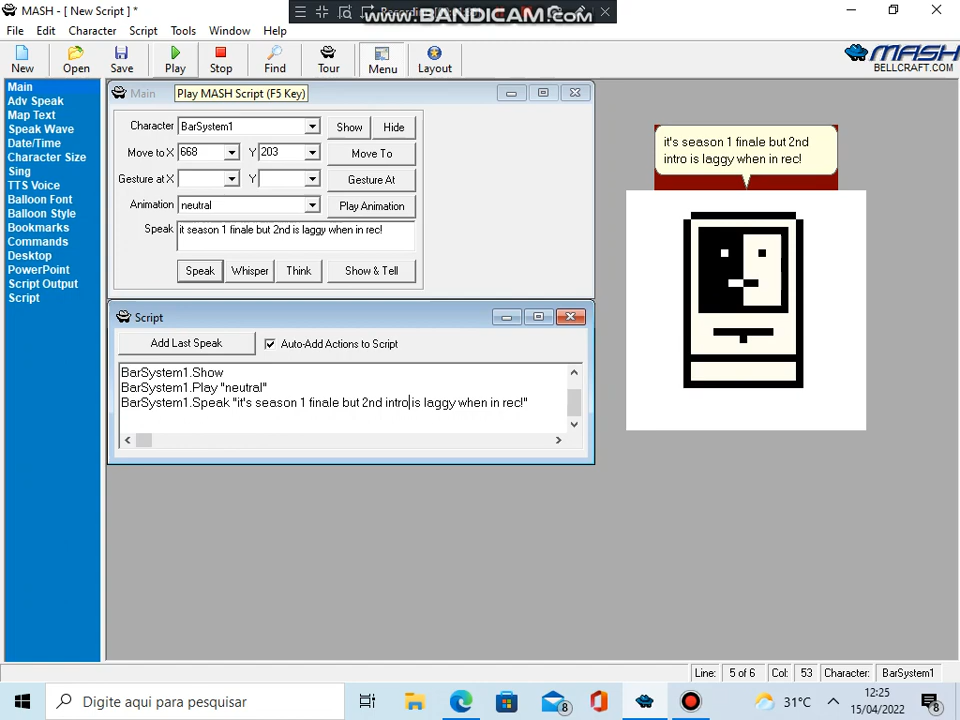 MASH - [ New Script ] *
www.BANDICAM.com
File Edit Character Script Tools Window Help
New Open Save Play Stop Find Tour Menu Layout
MASH
BELLCRAFT.COM
Main
Adv Speak
Map Text
Speak Wave
Date/Time
Character Size
Sing
TTS Voice
Balloon Font
Balloon Style
Bookmarks
Commands
Desktop
PowerPoint
Script Output
Script
Main
Play MASH Script (F5 Key)
Character BarSystem1 Show Hide
Move to X 668 Y 203 Move To
Gesture at X Y Gesture At
Animation neutral Play Animation
Speak it season 1 finale but 2nd is laggy when in rec!
Speak Whisper Think Show & Tell
Script
Add Last Speak Auto-Add Actions to Script
BarSystem1.Show
BarSystem1.Play "neutral"
BarSystem1.Speak "it's season 1 finale but 2nd intro is laggy when in rec!"
it's season 1 finale but 2nd
intro is laggy when in rec!
Line: 5 of 6 Col: 53 Character: BarSystem1
Digite aqui para pesquisar
8
31°C
12:25
15/04/2022
8